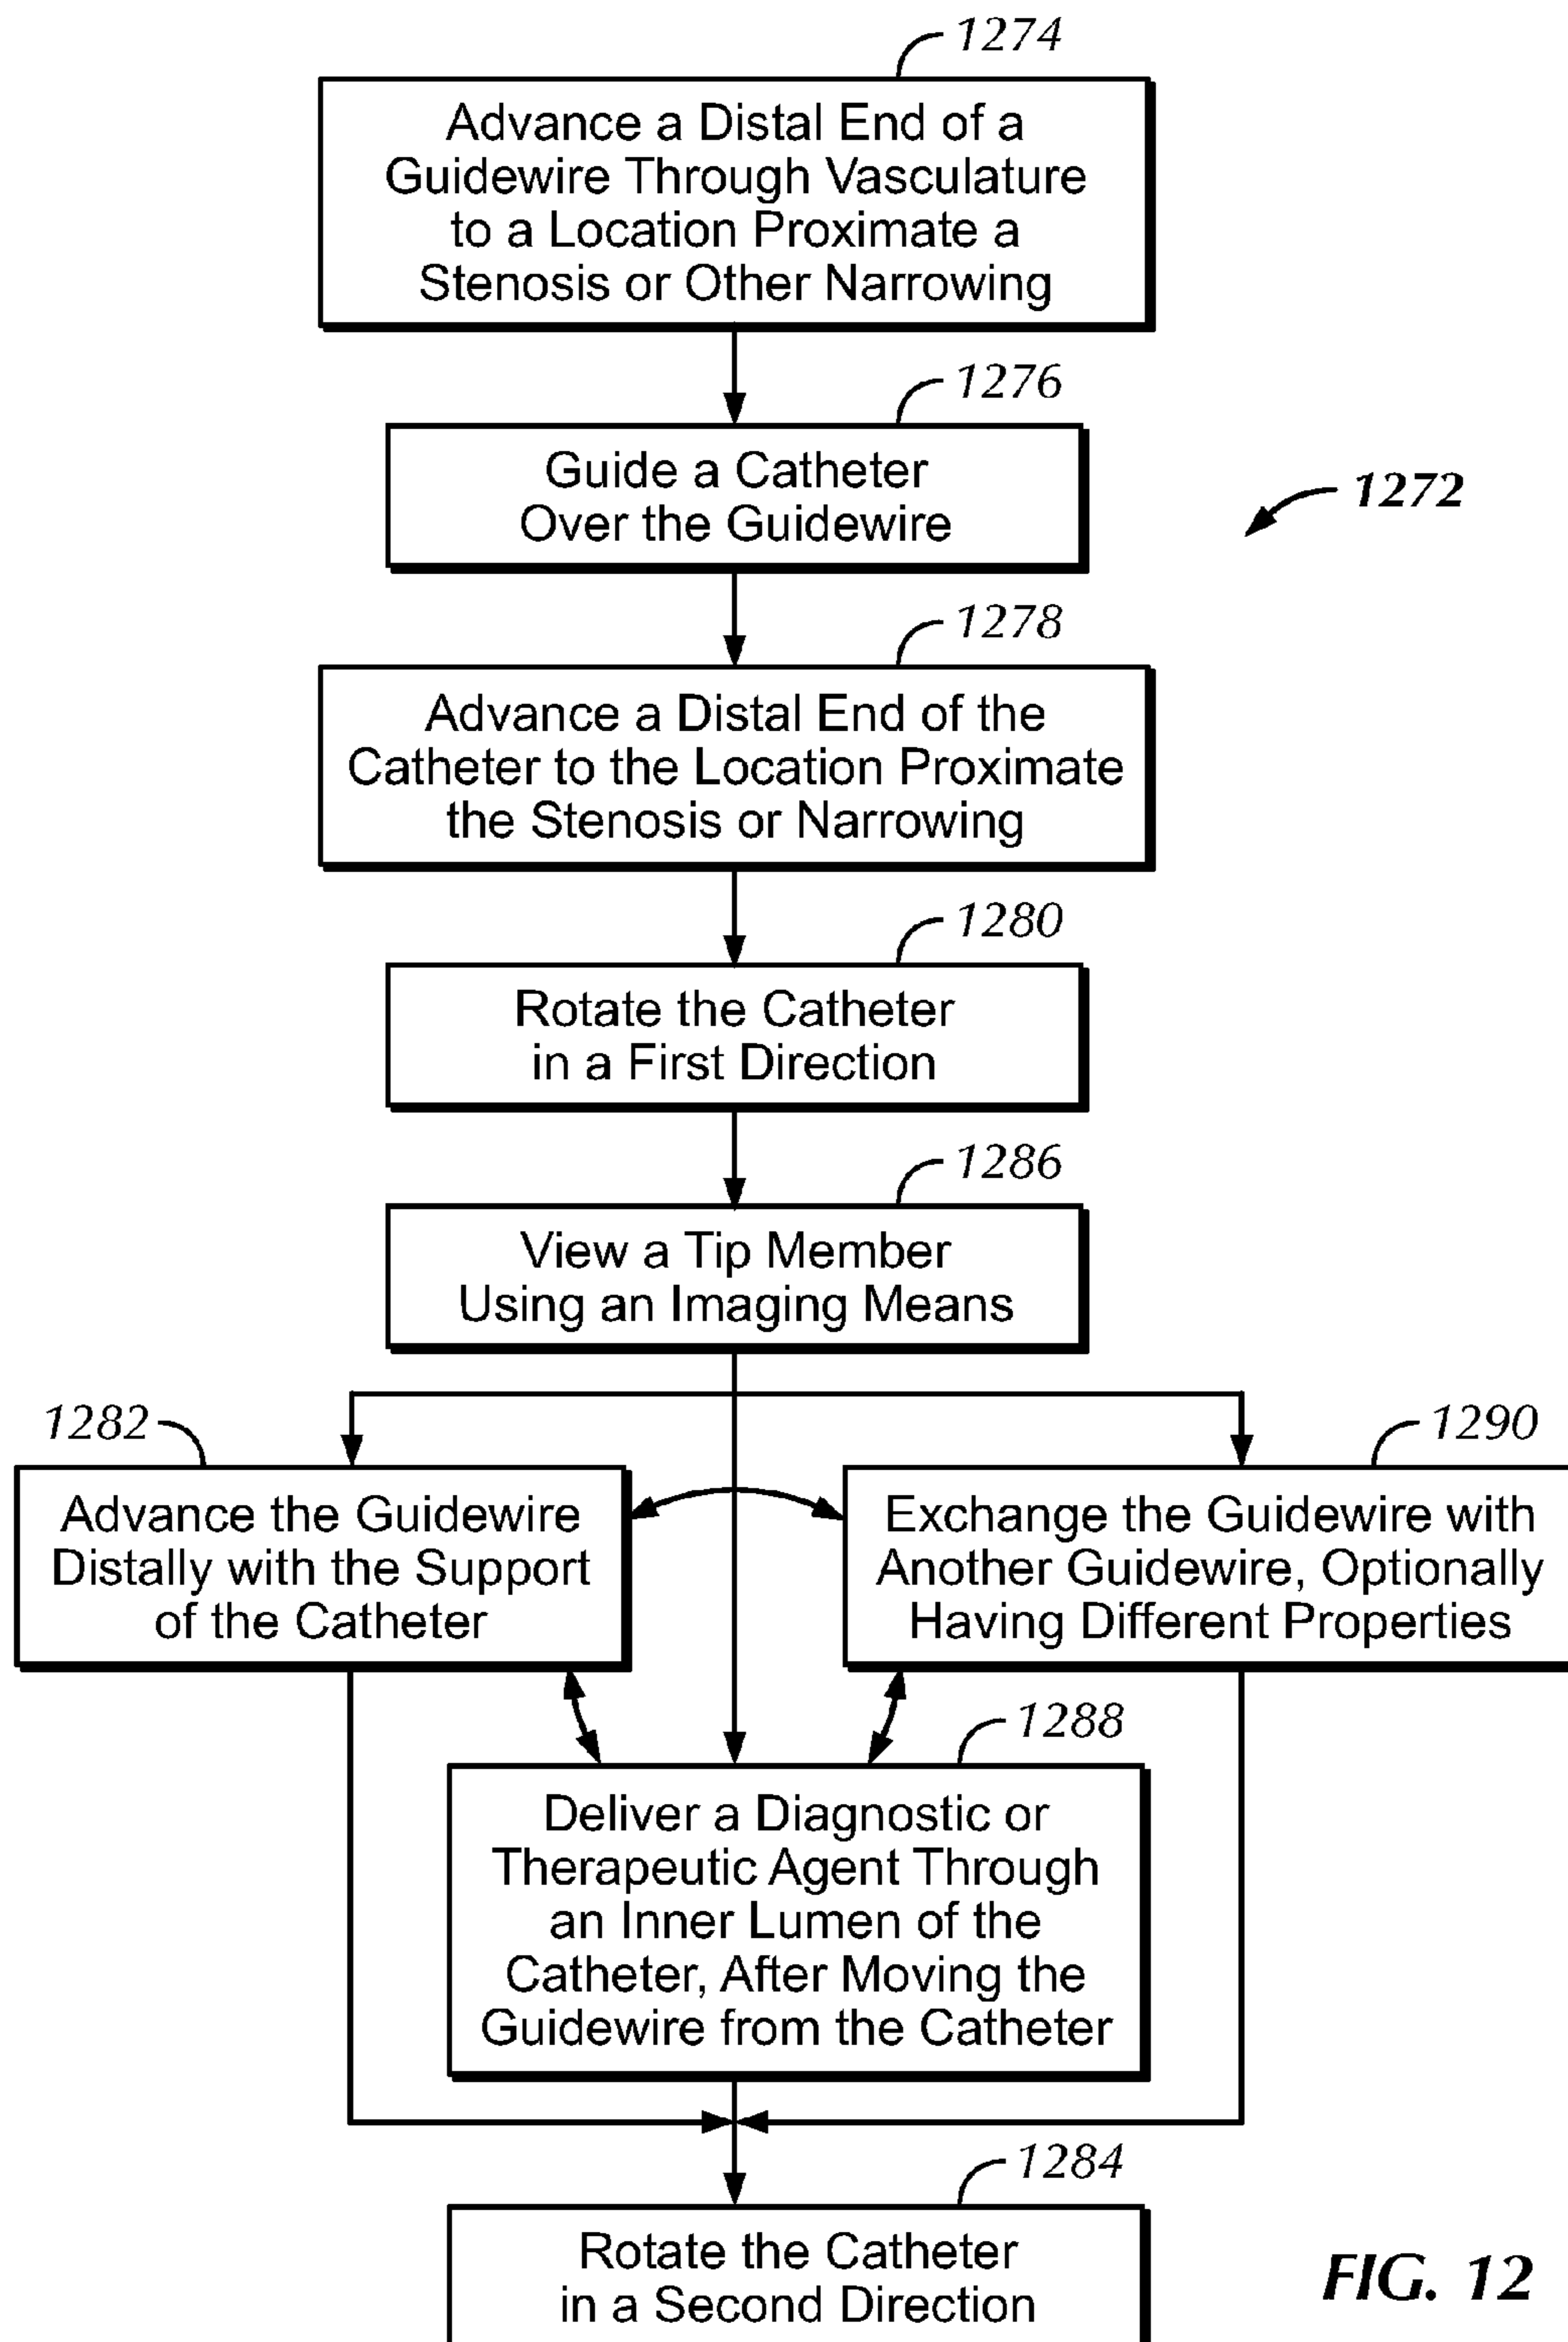 1274
Advance a Distal End of a
Guidewire Through Vasculature
to a Location Proximate a
Stenosis or Other Narrowing
1276
Guide a Catheter
Over the Guidewire
1272
1278
Advance a Distal End of the
Catheter to the Location Proximate
the Stenosis or Narrowing
1280
Rotate the Catheter
in a First Direction
1286
View a Tip Member
Using an Imaging Means
1282
Advance the Guidewire
Distally with the Support
of the Catheter
1290
Exchange the Guidewire with
Another Guidewire, Optionally
Having Different Properties
1288
Deliver a Diagnostic or
Therapeutic Agent Through
an Inner Lumen of the
Catheter, After Moving the
Guidewire from the Catheter
1284
Rotate the Catheter
in a Second Direction
FIG. 12